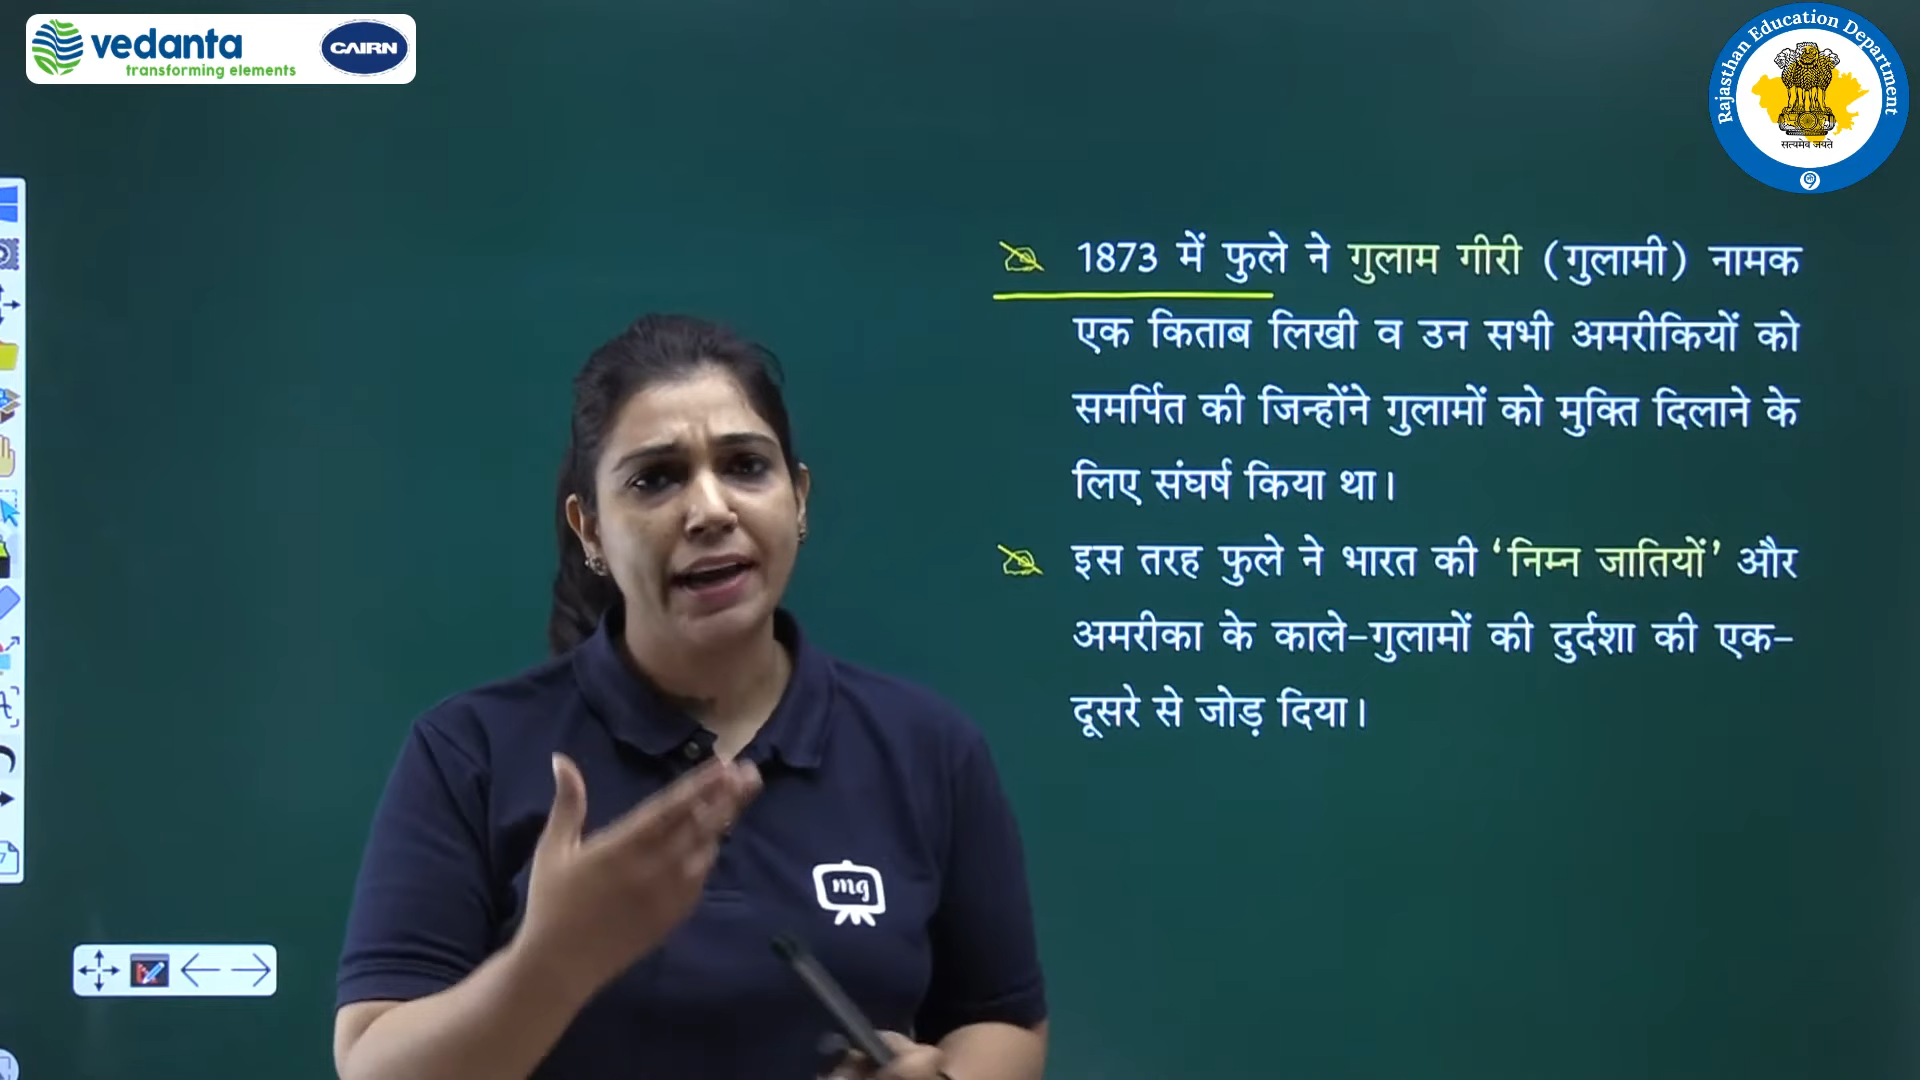 vedanta
transforming elements
CAIRN
Rajasthan Education Department
सत्यमेव जयते
1873 में फुले ने गुलाम गीरी (गुलामी) नामक
एक किताब लिखी व उन सभी अमरीकियों को
समर्पित की जिन्होंने गुलामों को मुक्ति दिलाने के
लिए संघर्ष किया था।
इस तरह फुले ने भारत की ‘निम्न जातियों’ और
अमरीका के काले-गुलामों की दुर्दशा की एक-
दूसरे से जोड़ दिया।
mg